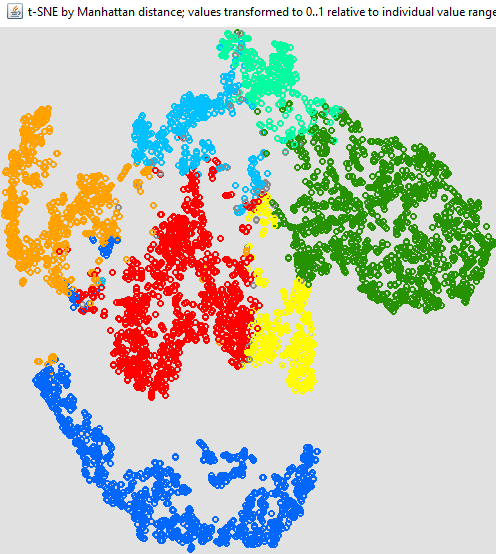 t-SNE by Manhattan distance; values transformed to 0..1 relative to individual value range